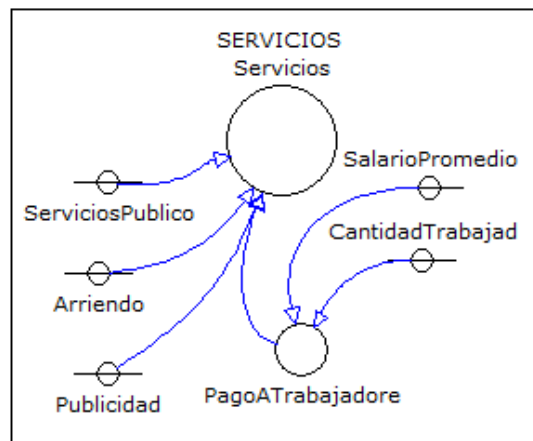 SERVICIOS
Servicios
SalarioPromedio
ServiciosPublico
CantidadTrabajad
Arriendo
PagoATrabajadore
Publicidad